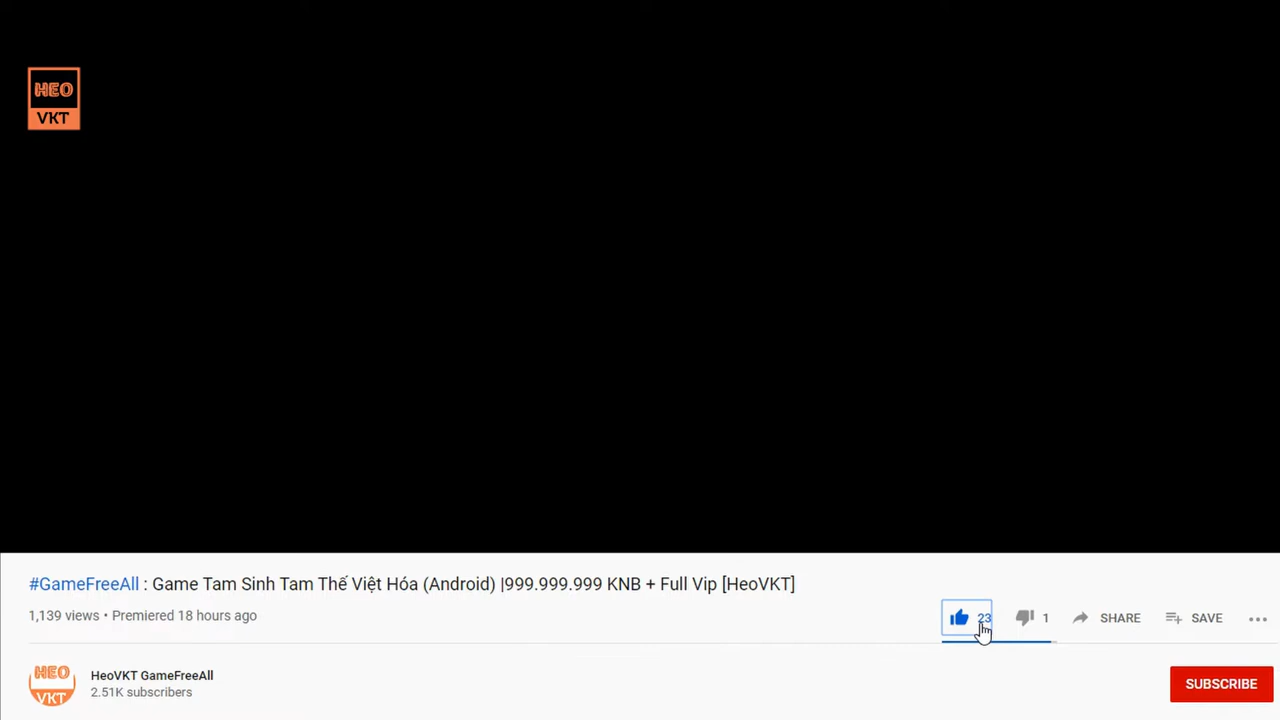 HEO
VKT
#GameFreeAll : Game Tam Sinh Tam Thế Việt Hóa (Android) |999.999.999 KNB + Full Vip [HeoVKT]
1,139 views • Premiered 18 hours ago
23 1 SHARE SAVE
HEO
VKT
HeoVKT GameFreeAll
2.51K subscribers
SUBSCRIBE